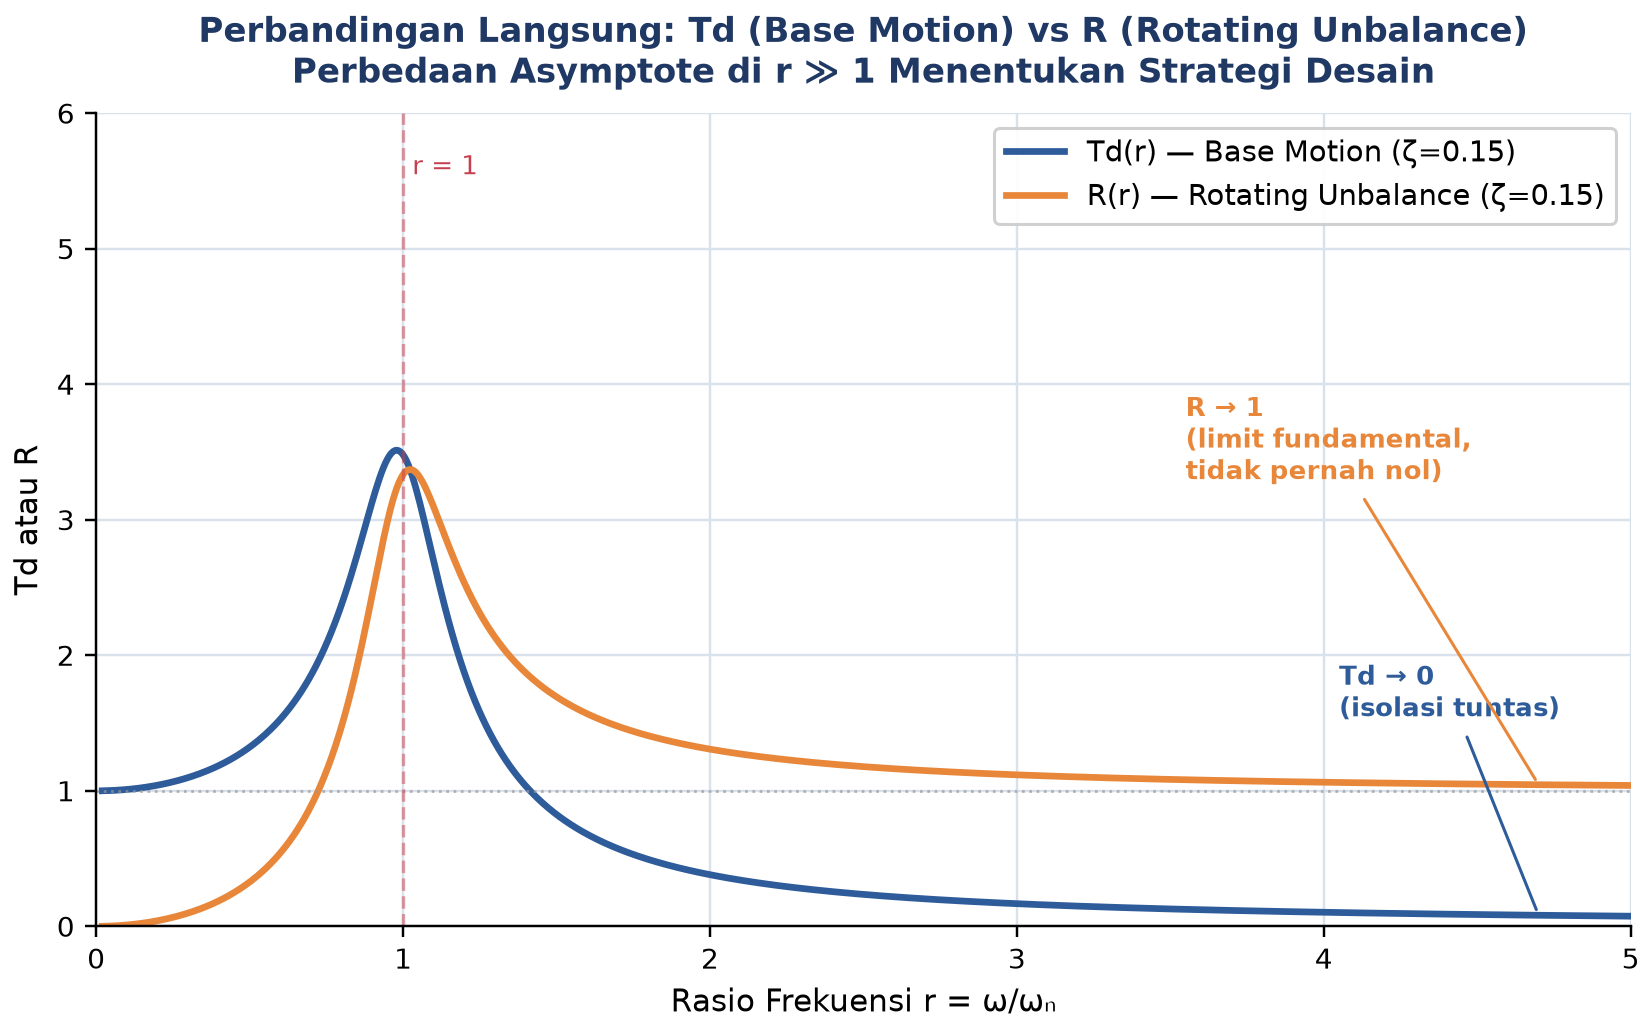 Perbandingan Langsung: Td (Base Motion) vs R (Rotating Unbalance)
Perbedaan Asymptote di r ≫ 1 Menentukan Strategi Desain
Td(r) — Base Motion (ζ=0.15)
R(r) — Rotating Unbalance (ζ=0.15)
r = 1
R → 1
(limit fundamental,
tidak pernah nol)
Td → 0
(isolasi tuntas)
Td atau R
6
5
4
3
2
1
0
0 1 2 3 4 5
Rasio Frekuensi r = ω/ωₙ